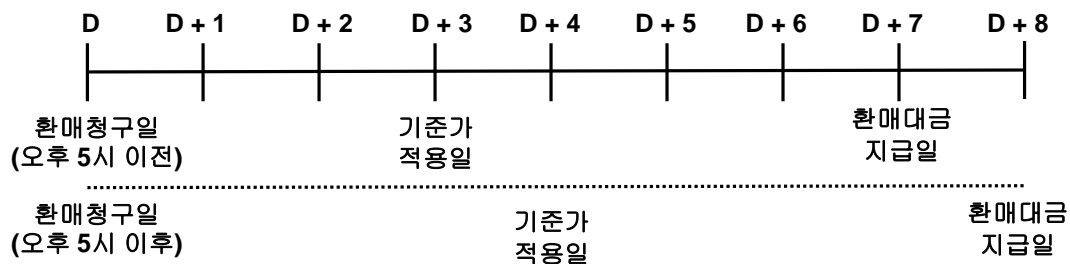 D D + 1 D + 2 D + 3 D + 4 D + 5 D + 6 D + 7 D + 8
환매청구일
(오후 5시 이전)
기준가
적용일
환매대금
지급일
환매청구일
(오후 5시 이후)
기준가
적용일
환매대금
지급일